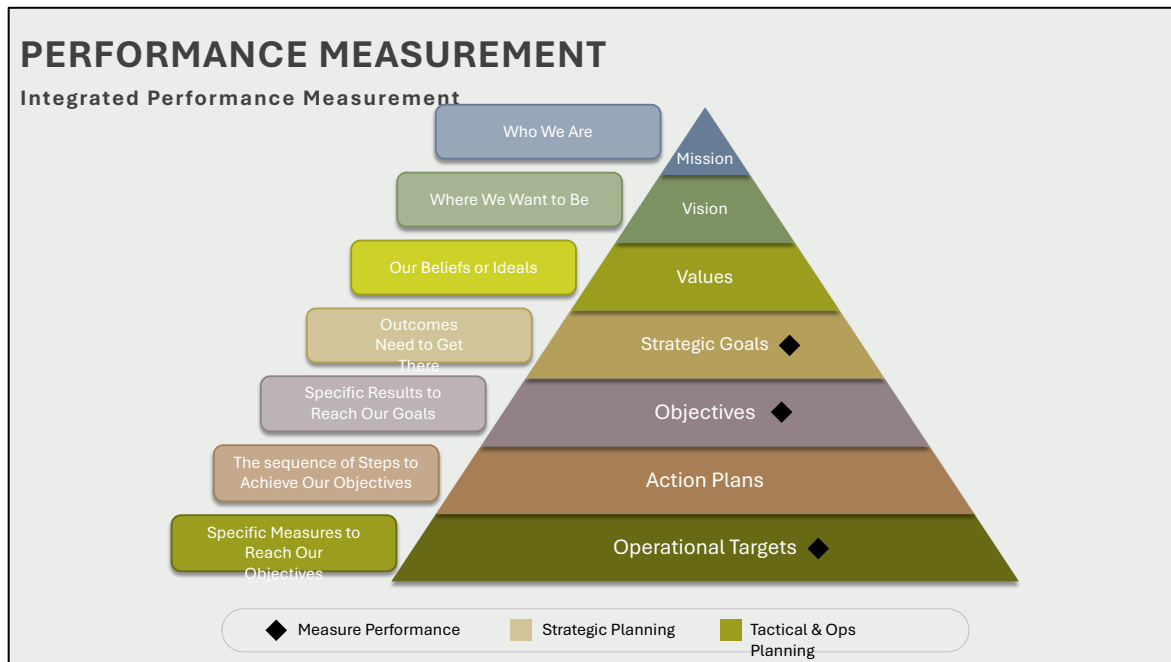 PERFORMANCE MEASUREMENT
Integrated Performance Measurement
Who We Are
Mission
Where We Want to Be
Vision
Our Beliefs or Ideals
Values
Outcomes
Need to Get
There
Strategic Goals
Specific Results to
Reach Our Goals
Objectives
The sequence of Steps to
Achieve Our Objectives
Action Plans
Specific Measures to
Reach Our
Objectives
Operational Targets
Measure Performance
Strategic Planning
Tactical & Ops
Planning